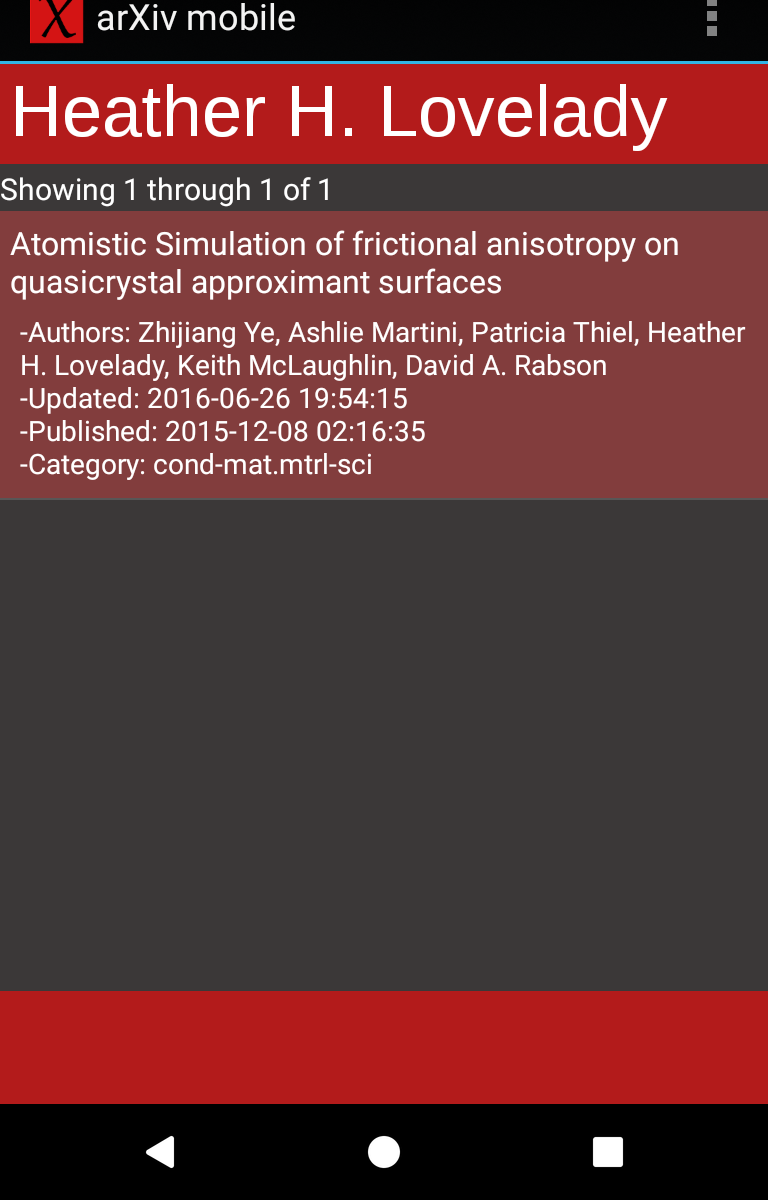 X arXiv mobile
Heather H. Lovelady
Showing 1 through 1 of 1
Atomistic Simulation of frictional anisotropy on
quasicrystal approximant surfaces
-Authors: Zhijiang Ye, Ashlie Martini, Patricia Thiel, Heather
H. Lovelady, Keith McLaughlin, David A. Rabson
-Updated: 2016-06-26 19:54:15
-Published: 2015-12-08 02:16:35
-Category: cond-mat.mtrl-sci